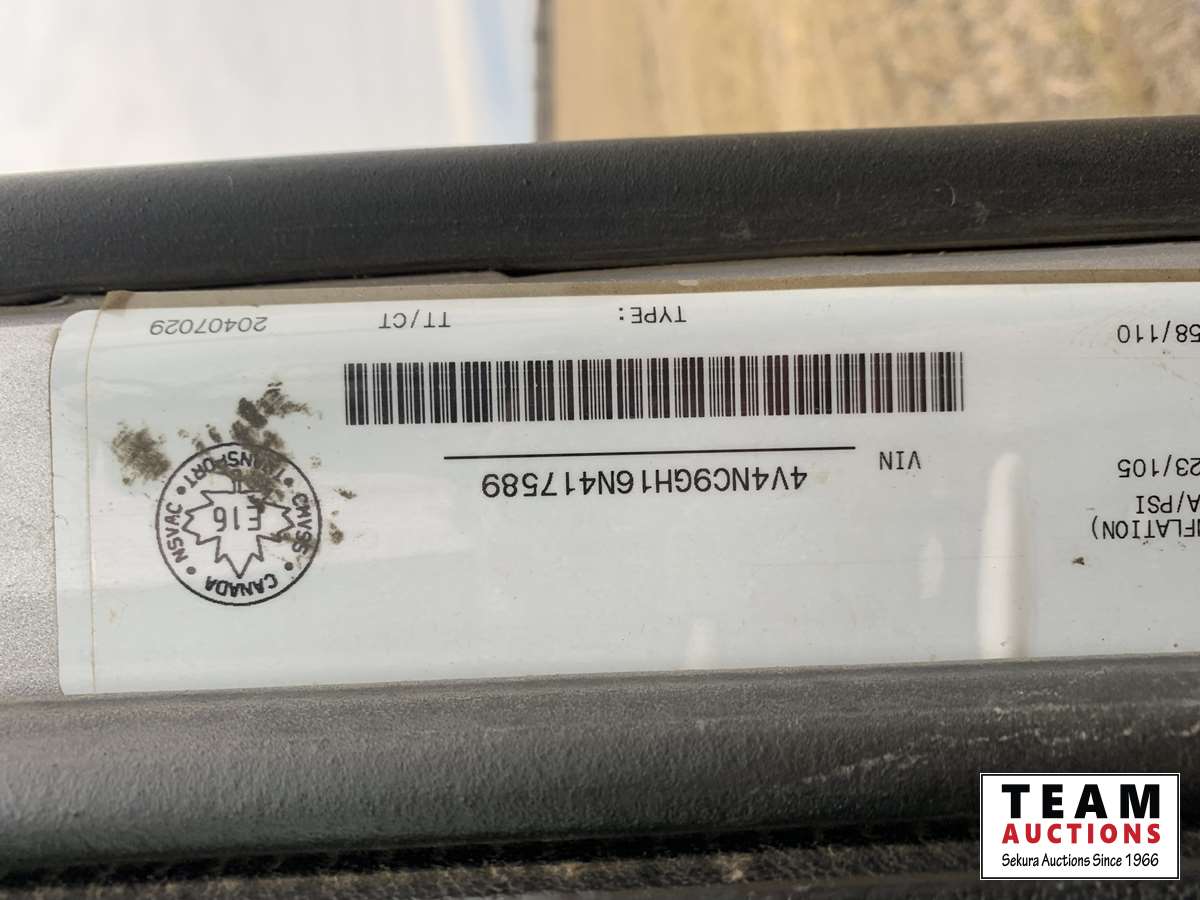 FLATION)
A/PSI
23/105
58/110
VIN 4V4NC9GH16N417589
TYPE: TT/CT 20407029
CANADA • NSVAC • TRANSPORT • CMVSS •
E16
TEAM
AUCTIONS
Sekura Auctions Since 1966